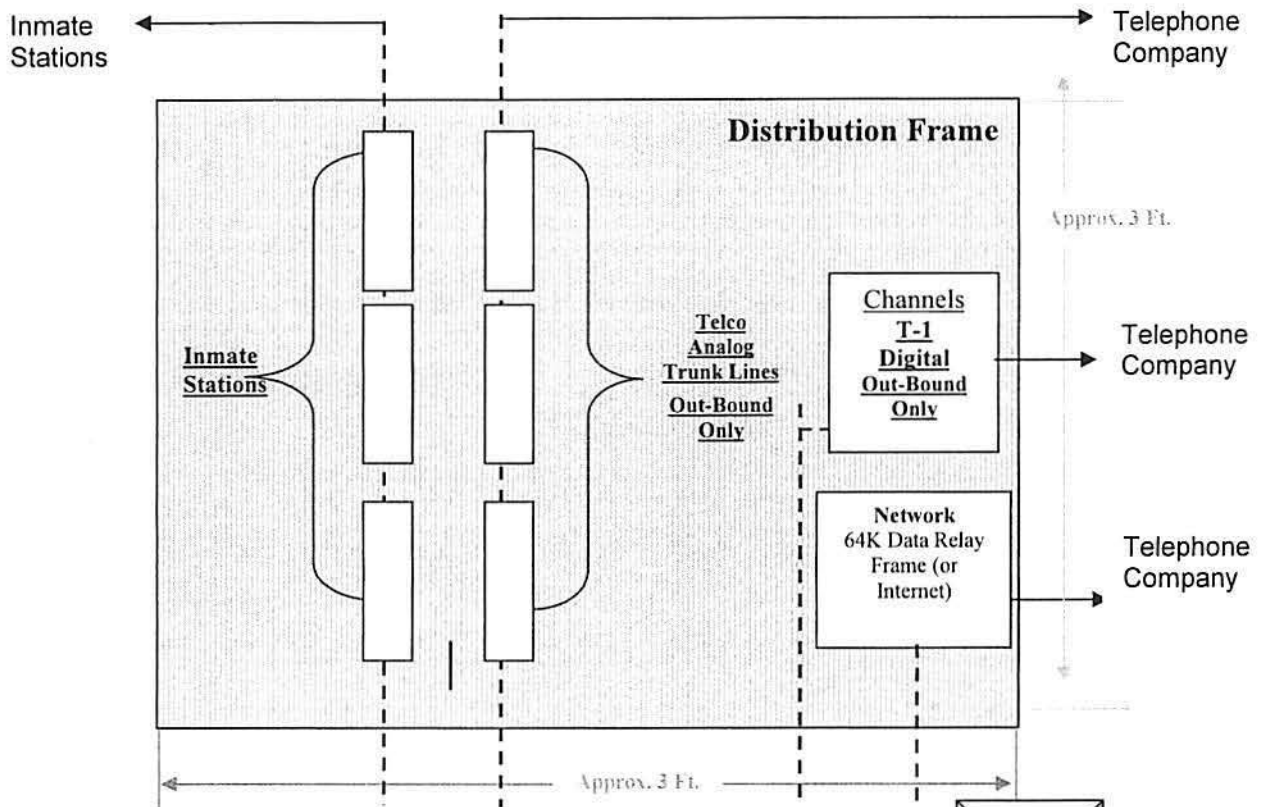 Inmate
Stations
Telephone
Company
Distribution Frame
Approx. 3 Ft.
Inmate
Stations
Telco
Analog
Trunk Lines
Out-Bound
Only
Channels
T-1
Digital
Out-Bound
Only
Telephone
Company
Network
64K Data Relay
Frame (or
Internet)
Telephone
Company
Approx. 3 Ft.